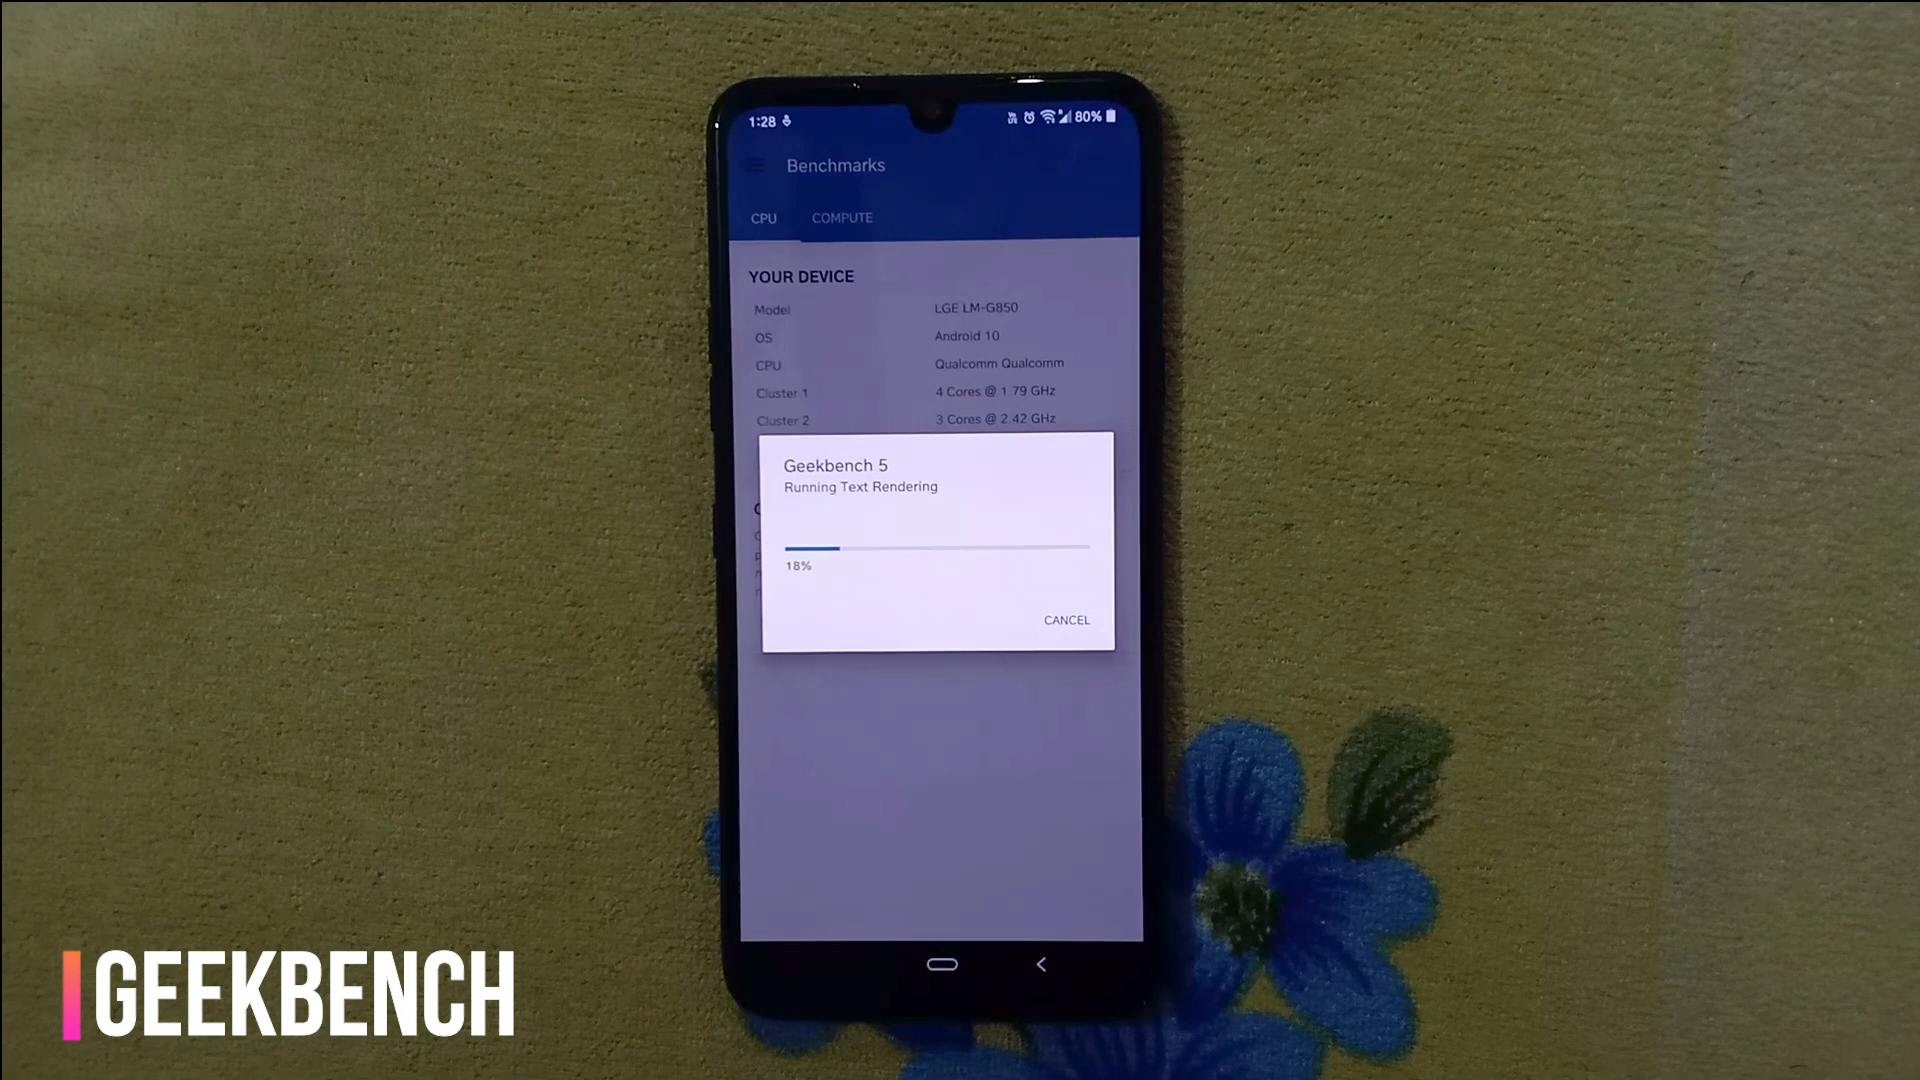 1:28
80%
Benchmarks
CPU COMPUTE
YOUR DEVICE
Model LGE LM-G850
OS Android 10
CPU Qualcomm Qualcomm
Cluster 1 4 Cores @ 1.79 GHz
Cluster 2 3 Cores @ 2.42 GHz
Geekbench 5
Running Text Rendering
18%
CANCEL
GEEKBENCH